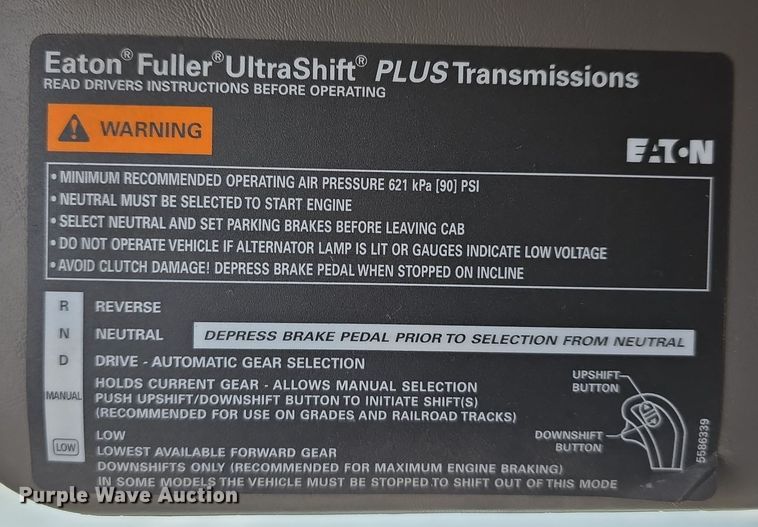 Eaton® Fuller® UltraShift® PLUS Transmissions
READ DRIVERS INSTRUCTIONS BEFORE OPERATING
WARNING
EATON
• MINIMUM RECOMMENDED OPERATING AIR PRESSURE 621 kPa [90] PSI
• NEUTRAL MUST BE SELECTED TO START ENGINE
• SELECT NEUTRAL AND SET PARKING BRAKES BEFORE LEAVING CAB
• DO NOT OPERATE VEHICLE IF ALTERNATOR LAMP IS LIT OR GAUGES INDICATE LOW VOLTAGE
• AVOID CLUTCH DAMAGE! DEPRESS BRAKE PEDAL WHEN STOPPED ON INCLINE
R REVERSE
N NEUTRAL DEPRESS BRAKE PEDAL PRIOR TO SELECTION FROM NEUTRAL
D DRIVE - AUTOMATIC GEAR SELECTION
HOLDS CURRENT GEAR - ALLOWS MANUAL SELECTION
MANUAL PUSH UPSHIFT/DOWNSHIFT BUTTON TO INITIATE SHIFT(S)
(RECOMMENDED FOR USE ON GRADES AND RAILROAD TRACKS)
LOW
LOW LOWEST AVAILABLE FORWARD GEAR
DOWNSHIFTS ONLY (RECOMMENDED FOR MAXIMUM ENGINE BRAKING)
IN SOME MODELS THE VEHICLE MUST BE STOPPED TO SHIFT OUT OF THIS MODE
UPSHIFT
BUTTON
DOWNSHIFT
BUTTON
5586339
Purple Wave Auction